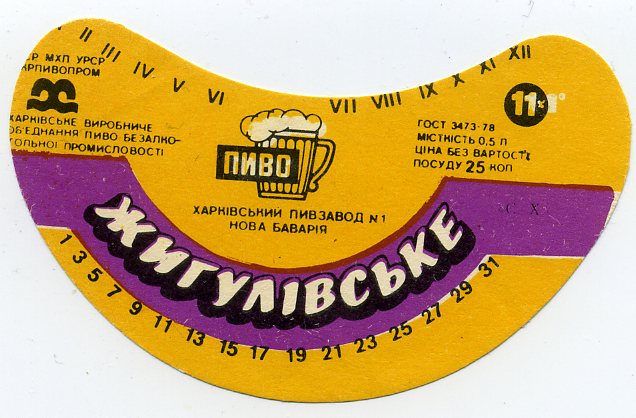 II III IV V VI VII VIII IX X XI XII
МХП УРСР
ХАРКІВСЬКЕ ВИРОБНИЧЕ
ОБ'ЄДНАННЯ ПИВО БЕЗАЛКО-
ГОЛЬНОЇ ПРОМИСЛОВОСТІ
11%
ГОСТ 3473-78
МІСТКІСТЬ 0,5 Л
ЦІНА БЕЗ ВАРТОСТІ
ПОСУДУ 25 КОП
ПИВО
ХАРКІВСЬКИЙ ПИВЗАВОД №1
НОВА БАВАРІЯ
С. Х
ЖИГУЛІВСЬКЕ
1 3 5 7 9 11 13 15 17 19 21 23 25 27 29 31